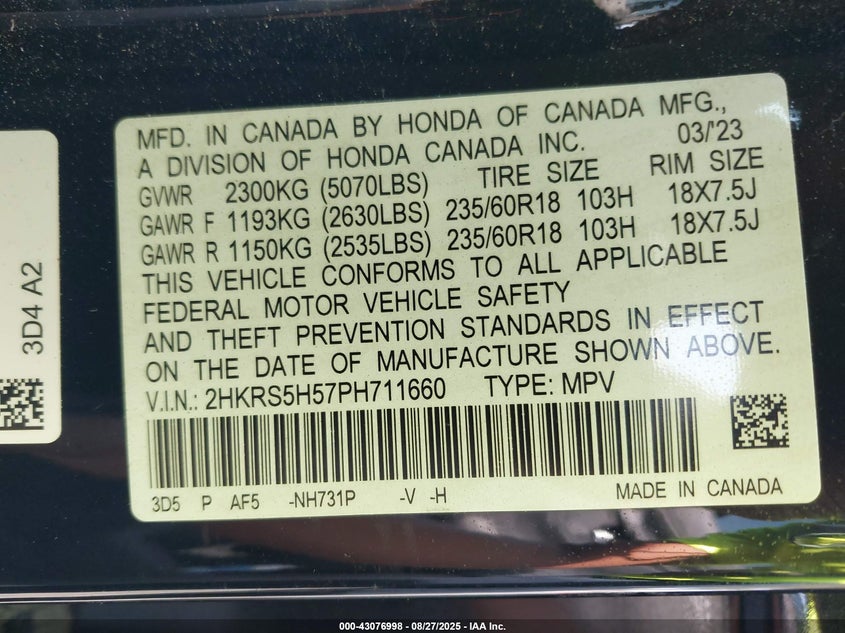 MFD. IN CANADA BY HONDA OF CANADA MFG.,
A DIVISION OF HONDA CANADA INC. 03/'23
GVWR 2300KG (5070LBS) TIRE SIZE RIM SIZE
GAWR F 1193KG (2630LBS) 235/60R18 103H 18X7.5J
GAWR R 1150KG (2535LBS) 235/60R18 103H 18X7.5J
THIS VEHICLE CONFORMS TO ALL APPLICABLE
FEDERAL MOTOR VEHICLE SAFETY
AND THEFT PREVENTION STANDARDS IN EFFECT
ON THE DATE OF MANUFACTURE SHOWN ABOVE.
V.I.N.: 2HKRS5H57PH711660 TYPE: MPV
3D5 P AF5 -NH731P -V -H MADE IN CANADA
3D4 A2
000-43076998 - 08/27/2025 - IAA Inc.